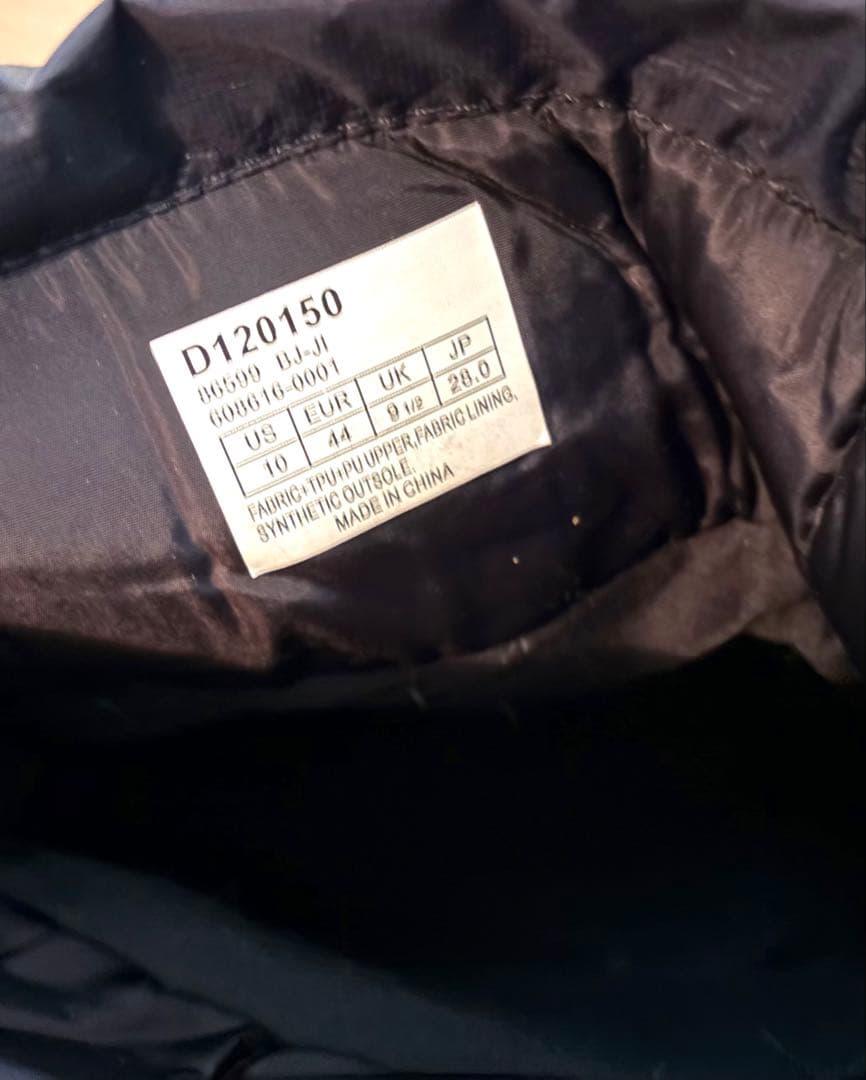 D120150
86599 BJ-JI
608616-0001
US EUR UK JP
10 44 9 1/2 28.0
FABRIC+TPU+PU UPPER,FABRIC LINING,
SYNTHETIC OUTSOLE.
MADE IN CHINA